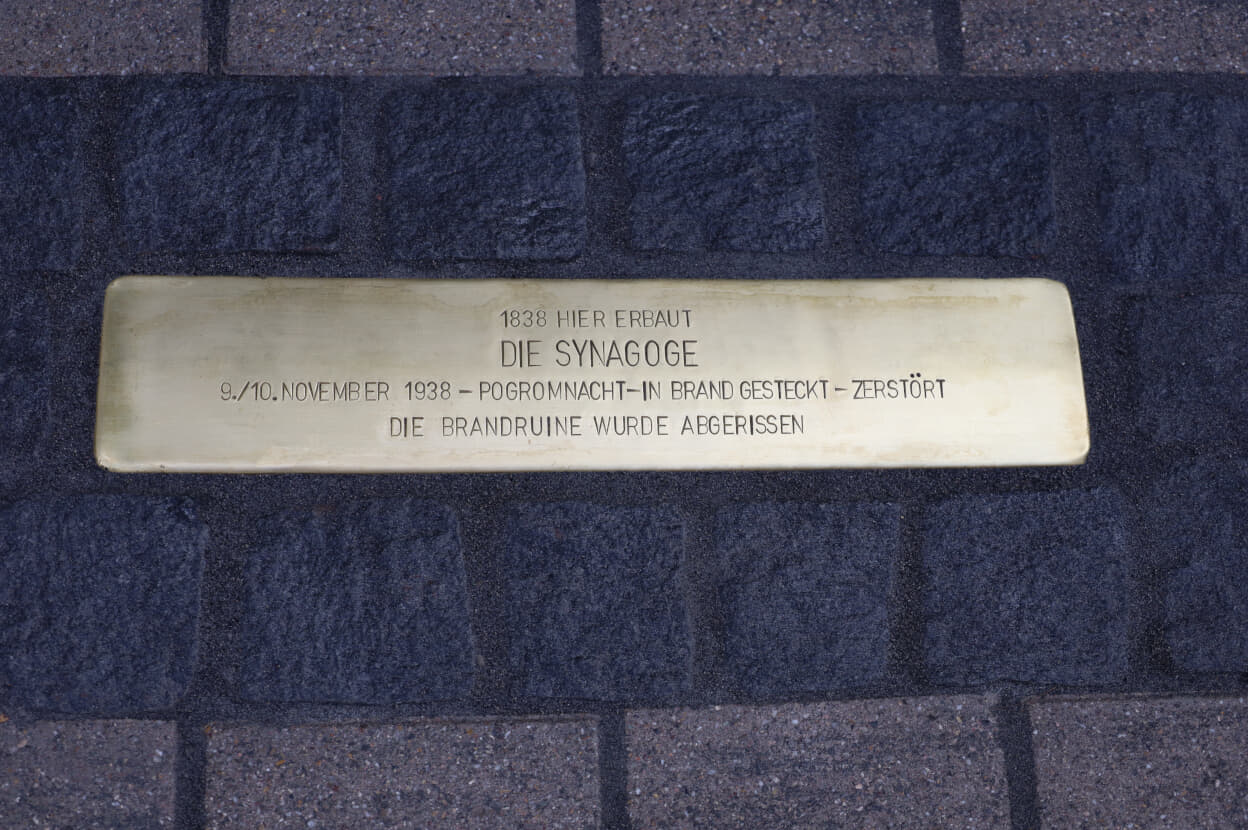 1838 HIER ERBAUT
DIE SYNAGOGE
9./10. NOVEMBER 1938 – POGROMNACHT – IN BRAND GESTECKT – ZERSTÖRT
DIE BRANDRUINE WURDE ABGERISSEN